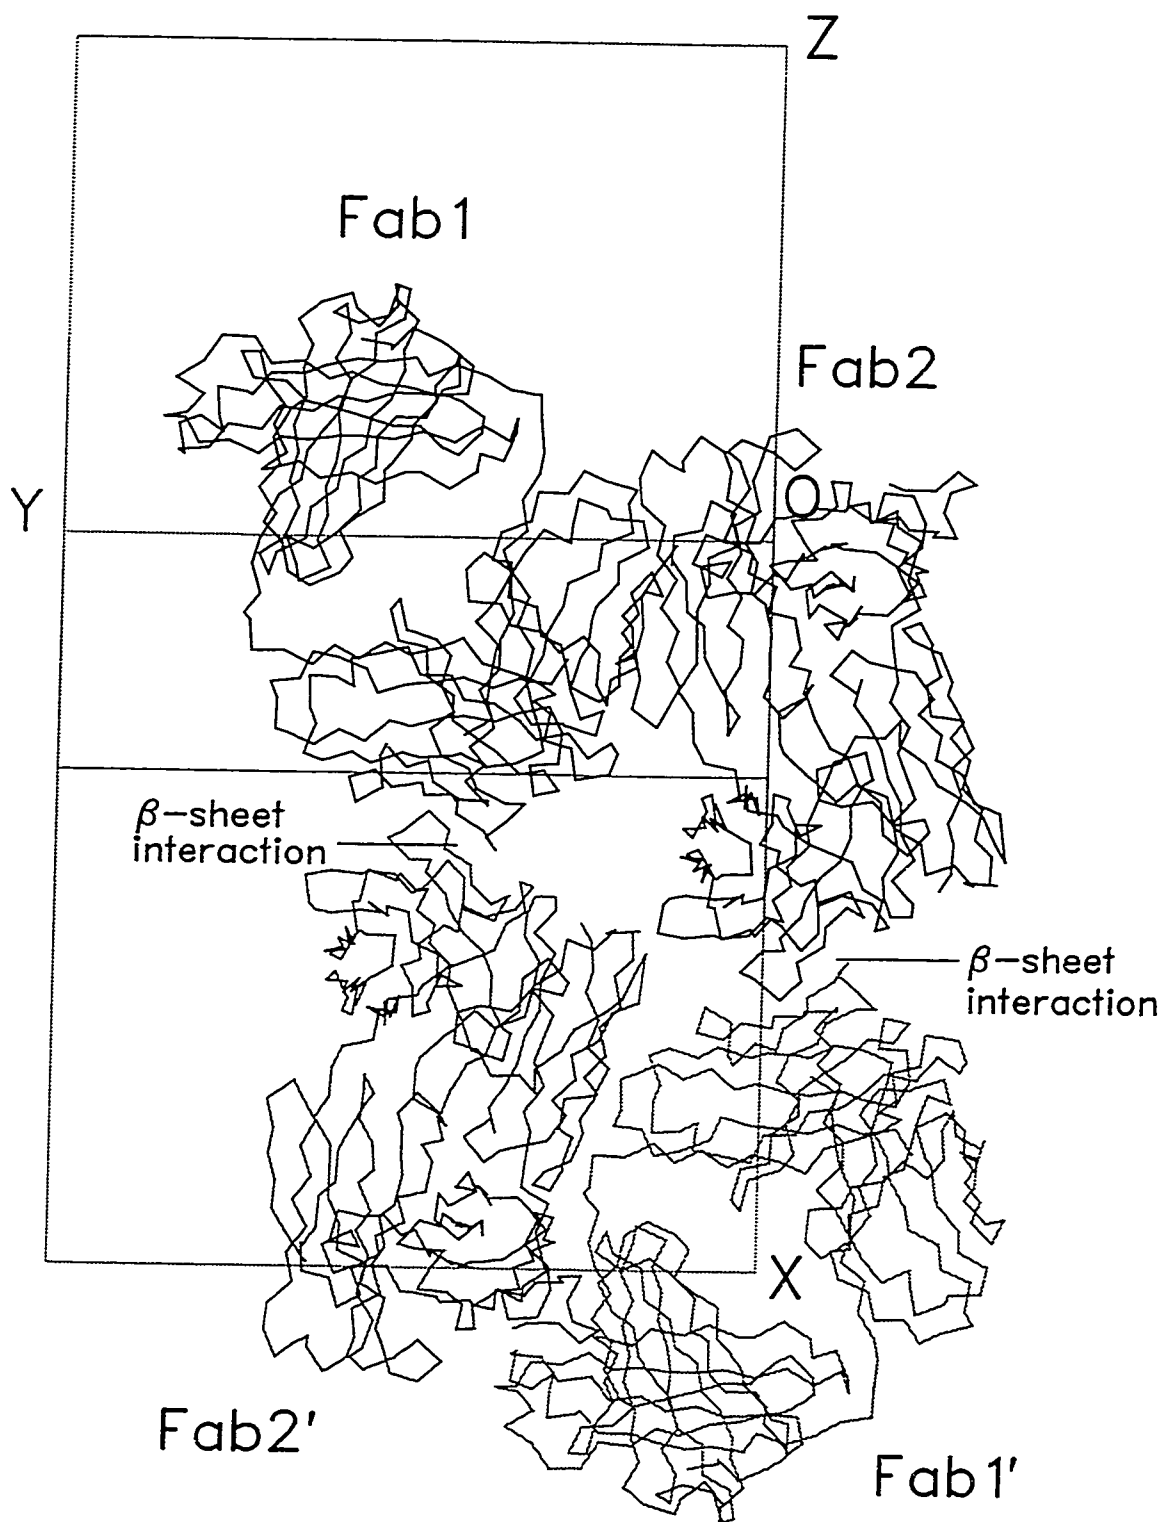 Z
Fab1
Fab2
Y
O
β–sheet
interaction
β–sheet
interaction
X
Fab2′
Fab1′